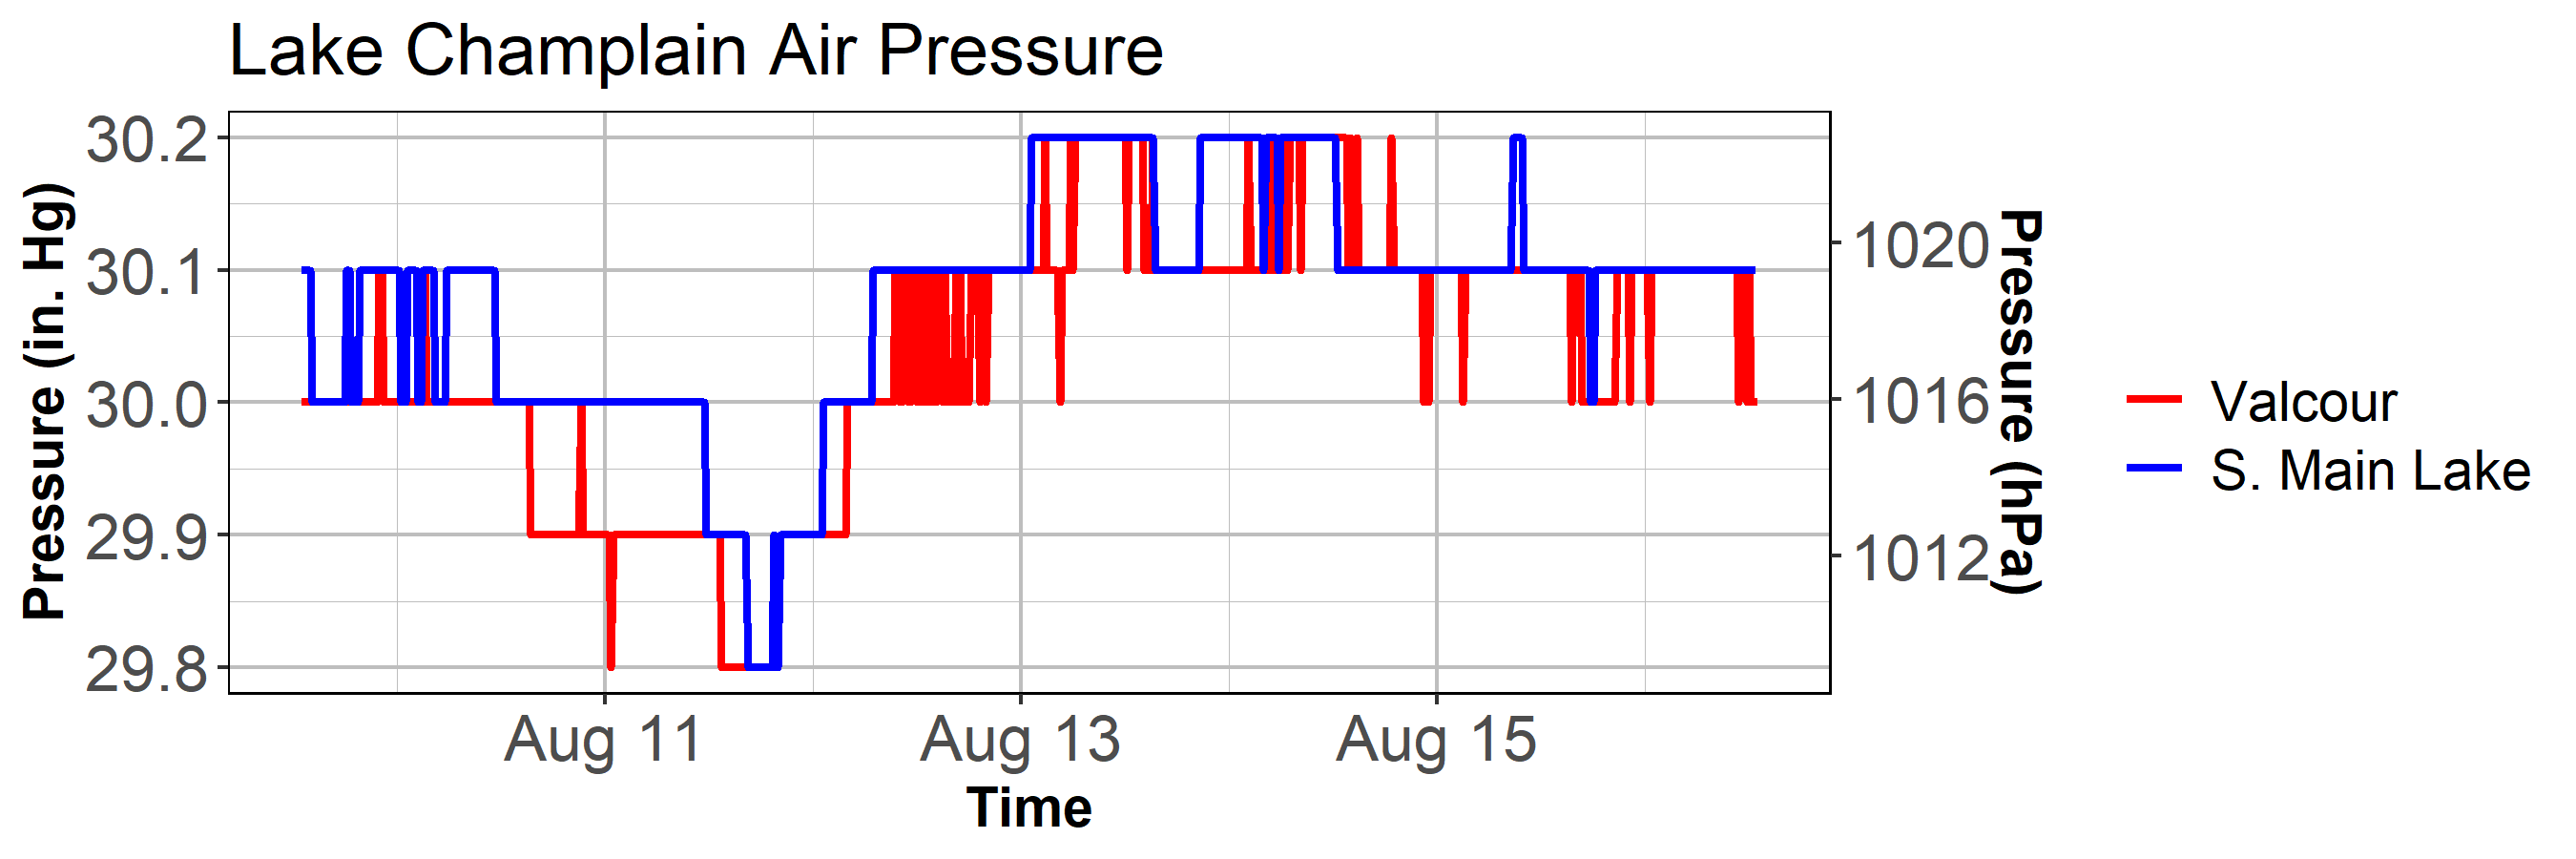 Lake Champlain Air Pressure
Pressure (in. Hg)
30.2
30.1
30.0
29.9
29.8
1020
1016
1012
Pressure (hPa)
Valcour
S. Main Lake
Aug 11
Aug 13
Aug 15
Time